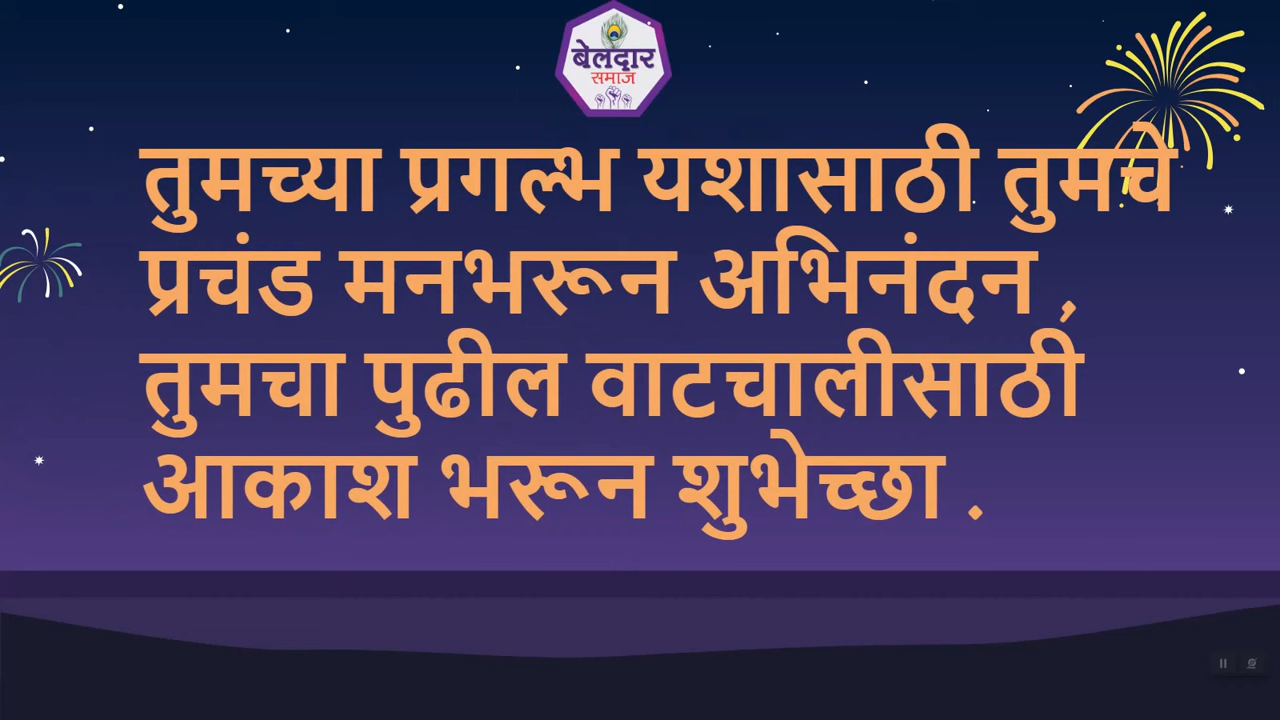 बेलदार
समाज
तुमच्या प्रगल्भ यशासाठी तुमचे
प्रचंड मनभरून अभिनंदन ,
तुमचा पुढील वाटचालीसाठी
आकाश भरून शुभेच्छा .